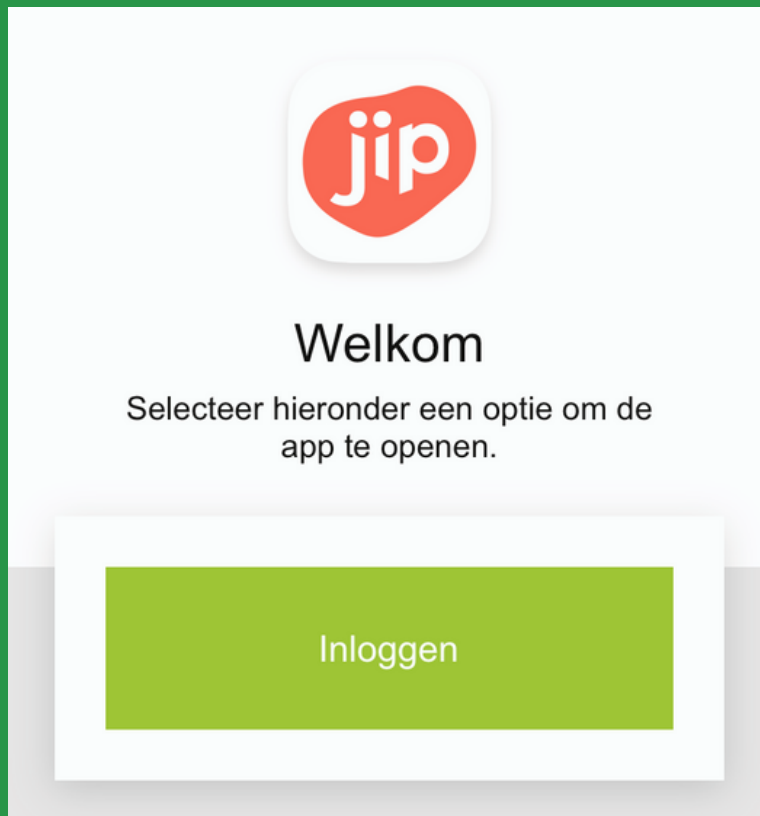 jip
Welkom
Selecteer hieronder een optie om de
app te openen.
Inloggen